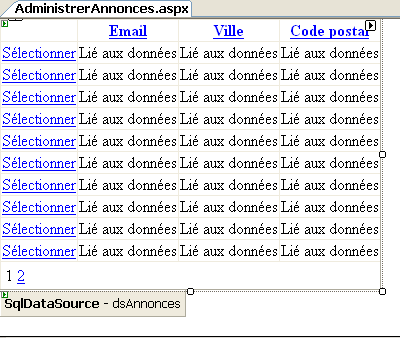 AdministrerAnnonces.aspx
Email Ville Code postal
Sélectionner Lié aux données Lié aux données Lié aux données
Sélectionner Lié aux données Lié aux données Lié aux données
Sélectionner Lié aux données Lié aux données Lié aux données
Sélectionner Lié aux données Lié aux données Lié aux données
Sélectionner Lié aux données Lié aux données Lié aux données
Sélectionner Lié aux données Lié aux données Lié aux données
Sélectionner Lié aux données Lié aux données Lié aux données
Sélectionner Lié aux données Lié aux données Lié aux données
Sélectionner Lié aux données Lié aux données Lié aux données
Sélectionner Lié aux données Lié aux données Lié aux données
1 2
SqlDataSource - dsAnnonces